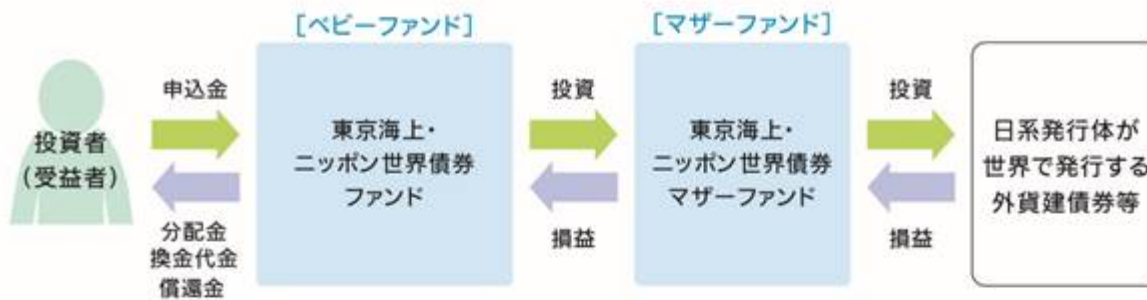 [ベビーファンド]
[マザーファンド]
投資者
(受益者)
申込金
分配金
換金代金
償還金
東京海上・
ニッポン世界債券
ファンド
投資
損益
東京海上・
ニッポン世界債券
マザーファンド
投資
損益
日系発行体が
世界で発行する
外貨建債券等